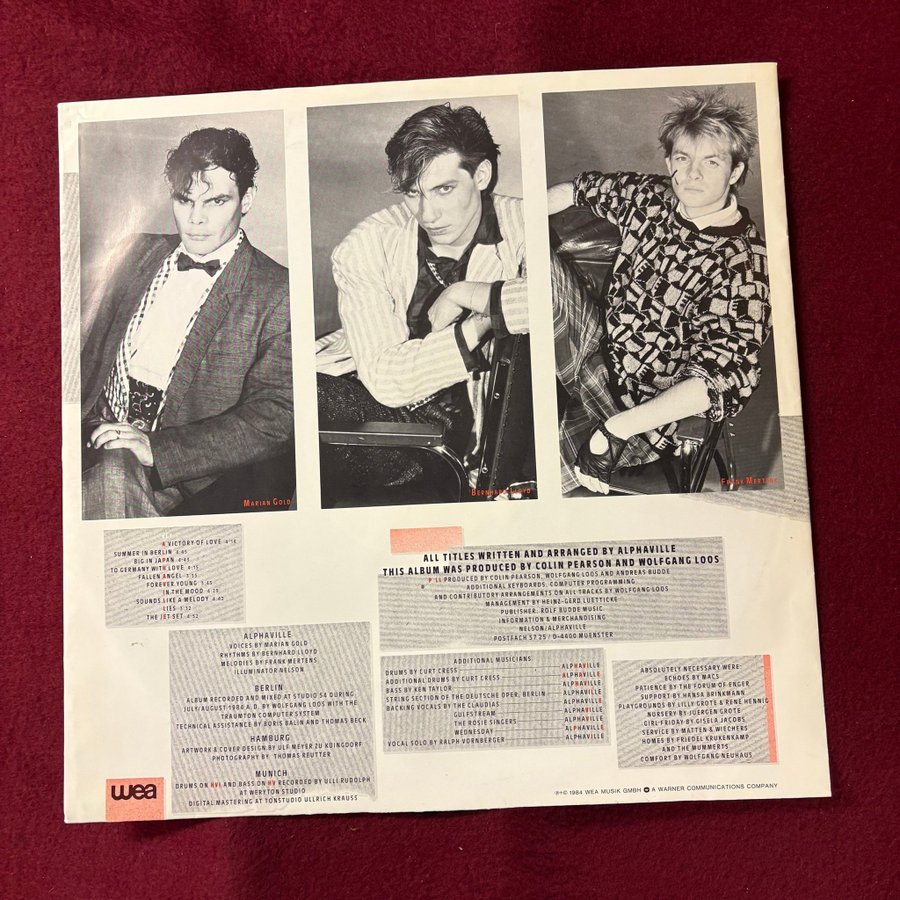 MARIAN GOLD
BERNHARD LLOYD
FRANK MERTENS
A VICTORY OF LOVE 4:14
SUMMER IN BERLIN 4:05
BIG IN JAPAN 4:45
TO GERMANY WITH LOVE 4:15
FALLEN ANGEL 3:55
FOREVER YOUNG 3:45
IN THE MOOD 4:29
SOUNDS LIKE A MELODY 4:42
LIES 3:32
THE JET SET 4:52
ALL TITLES WRITTEN AND ARRANGED BY ALPHAVILLE
THIS ALBUM WAS PRODUCED BY COLIN PEARSON AND WOLFGANG LOOS
PRODUCED BY COLIN PEARSON, WOLFGANG LOOS AND ANDREAS BUDDE
ADDITIONAL KEYBOARDS, COMPUTER PROGRAMMING
AND CONTRIBUTORY ARRANGEMENTS ON ALL TRACKS BY WOLFGANG LOOS
MANAGEMENT BY HEINZ-GERD LUETTICKE
PUBLISHER: ROLF BUDDE MUSIC
INFORMATION & MERCHANDISING
NELSON/ALPHAVILLE
POSTFACH 57 25 / D-4400 MUENSTER
ALPHAVILLE
VOICES BY MARIAN GOLD
RHYTHMS BY BERNHARD LLOYD
MELODIES BY FRANK MERTENS
ILLUMINATOR NELSON
BERLIN
ALBUM RECORDED AND MIXED AT STUDIO 54 DURING
JULY/AUGUST 1984 A.D. BY WOLFGANG LOOS WITH THE
TRAUMTON COMPUTER SYSTEM
TECHNICAL ASSISTANCE BY BORIS BALIN AND THOMAS BECK
HAMBURG
ARTWORK & COVER DESIGN BY ULF MEYER ZU KÜINGDORF
PHOTOGRAPHY BY THOMAS REUTTER
MUNICH
DRUMS ON HVI AND BASS ON HV RECORDED BY ULLI RUDOLPH
AT WERYTON STUDIO
DIGITAL MASTERING AT TONSTUDIO ULLRICH KRAUSS
ADDITIONAL MUSICIANS:
DRUMS BY CURT CRESS ALPHAVILLE
ADDITIONAL DRUMS BY CURT CRESS ALPHAVILLE
BASS BY KEN TAYLOR ALPHAVILLE
STRING SECTION OF THE DEUTSCHE OPER, BERLIN ALPHAVILLE
BACKING VOCALS BY THE CLAUDIAS ALPHAVILLE
GULFSTREAM ALPHAVILLE
THE ROSIE SINGERS ALPHAVILLE
WEDNESDAY ALPHAVILLE
VOCAL SOLO BY RALPH VORNBERGER ALPHAVILLE
ABSOLUTELY NECESSARY WERE:
ECHOES BY MACS
PATIENCE BY THE FORUM OF ENGER
SUPPORT BY HANSA BRINKMANN
PLAYGROUNDS BY LILLY GROTE & RENE HENNIG
NURSERY BY JUERGEN GROTE
GIRL FRIDAY BY GISELA JACOBS
SERVICE BY MATTEN & WIECHERS
HOMES BY FRIEDEL KRUKENKAMP
AND THE MUMMERTS
COMFORT BY WOLFGANG NEUHAUS
wea
℗+© 1984 WEA MUSIK GMBH A WARNER COMMUNICATIONS COMPANY